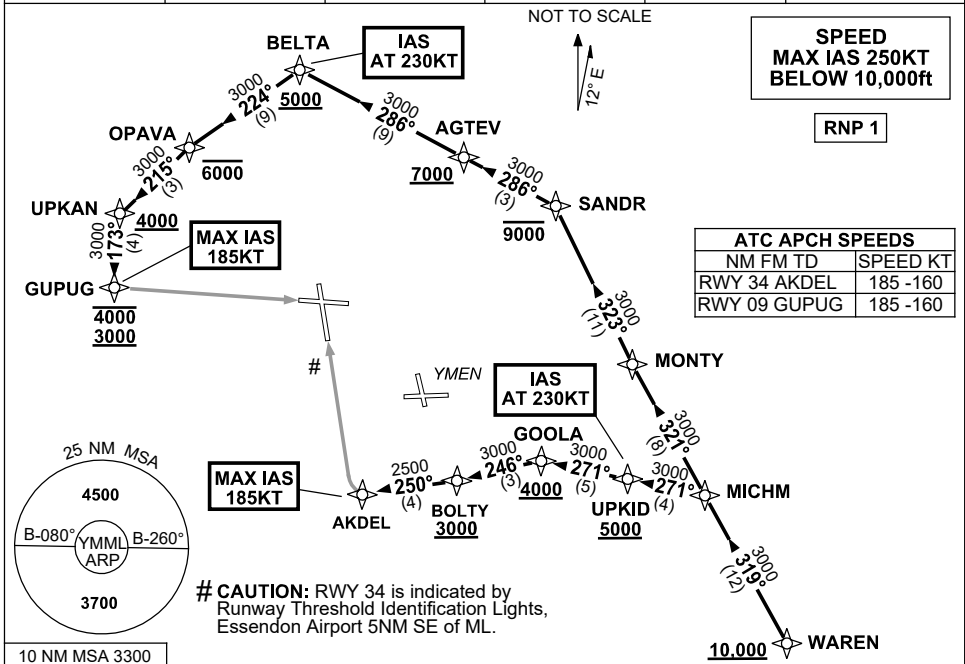 NOT TO SCALE
12° E
SPEED
MAX IAS 250KT
BELOW 10,000ft
RNP 1
BELTA
IAS
AT 230KT
5000
3000
224°
(9)
3000
286°
(9)
AGTEV
7000
OPAVA
6000
3000
215°
(3)
3000
286°
(3)
SANDR
9000
UPKAN
4000
3000
173°
(4)
MAX IAS
185KT
GUPUG
4000
3000
ATC APCH SPEEDS
NM FM TD SPEED KT
RWY 34 AKDEL 185 -160
RWY 09 GUPUG 185 -160
3000
323°
(11)
MONTY
#
YMEN
IAS
AT 230KT
3000
321°
(8)
GOOLA
4000
3000
246°
(3)
3000
271°
(5)
3000
271°
(4)
MICHM
UPKID
5000
MAX IAS
185KT
2500
250°
(4)
AKDEL
BOLTY
3000
3000
319°
(12)
10,000
WAREN
25 NM MSA
4500
B-080°
YMML
ARP
B-260°
3700
10 NM MSA 3300
# CAUTION: RWY 34 is indicated by
Runway Threshold Identification Lights,
Essendon Airport 5NM SE of ML.